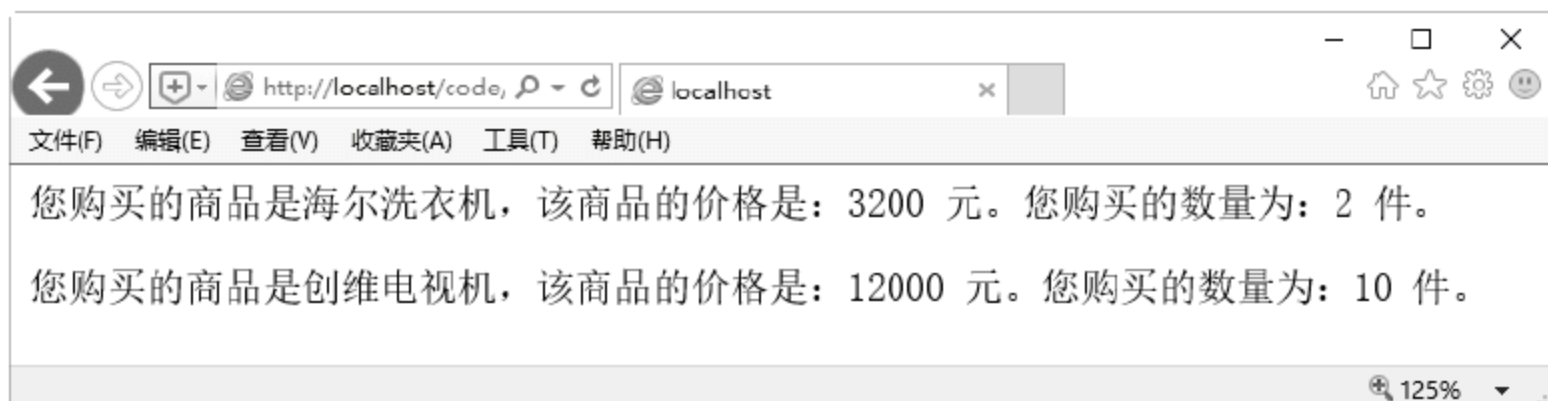 http://localhost/code,
localhost
文件(F) 编辑(E) 查看(V) 收藏夹(A) 工具(T) 帮助(H)
您购买的商品是海尔洗衣机，该商品的价格是：3200 元。您购买的数量为：2 件。
您购买的商品是创维电视机，该商品的价格是：12000 元。您购买的数量为：10 件。
125%